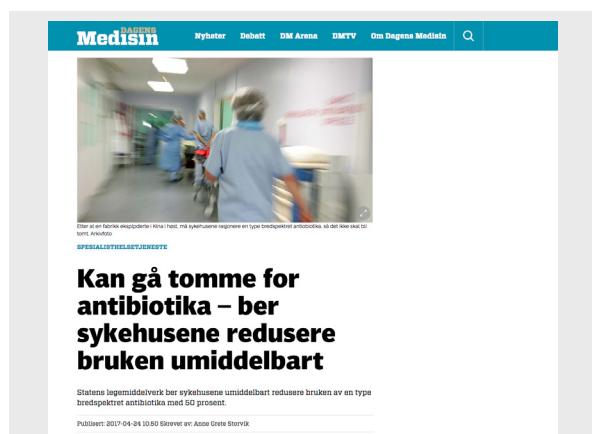 DAGENS
Medisin
Nyheter Debatt DM Arena DMTV Om Dagens Medisin
Etter at en fabrikk eksplpderte i Kina i høst, må sykehusene rasjonere en type bredspektret antiobiotika, så det ikke skal bli
tomt. Arkivfoto
SPESIALISTHELSETJENESTE
Kan gå tomme for
antibiotika – ber
sykehusene redusere
bruken umiddelbart
Statens legemiddelverk ber sykehusene umiddelbart redusere bruken av en type
bredspektret antibiotika med 50 prosent.
Publisert: 2017-04-24 10.50 Skrevet av: Anne Grete Storvik